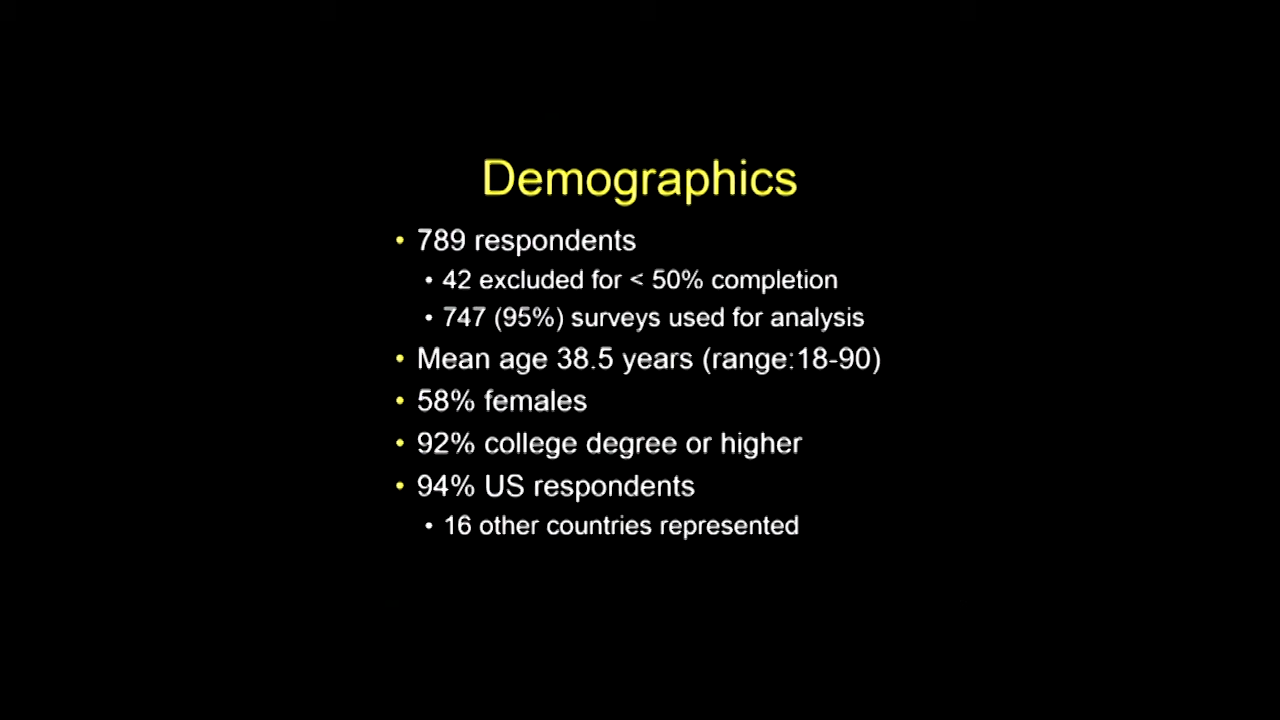 Demographics
• 789 respondents
• 42 excluded for < 50% completion
• 747 (95%) surveys used for analysis
• Mean age 38.5 years (range:18-90)
• 58% females
• 92% college degree or higher
• 94% US respondents
• 16 other countries represented